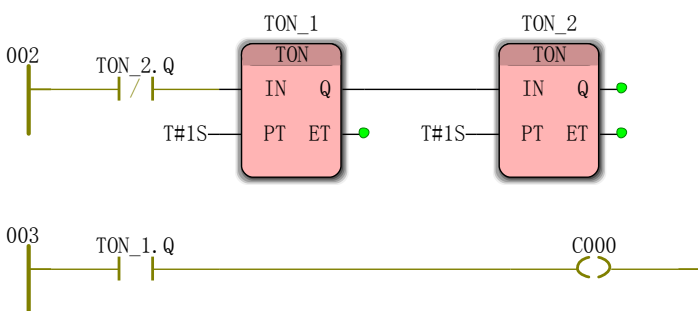 TON_1 TON_2
002 TON_2.Q TON TON
IN Q IN Q
T#1S PT ET T#1S PT ET
003 TON_1.Q C000